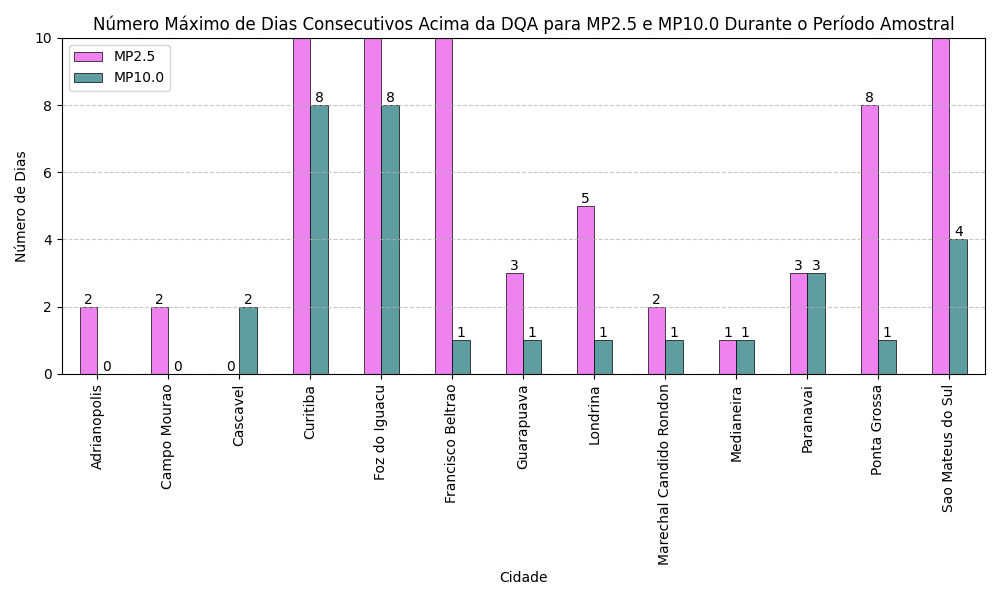 Número Máximo de Dias Consecutivos Acima da DQA para MP2.5 e MP10.0 Durante o Período Amostral
MP2.5
MP10.0
Número de Dias
10
8
6
4
2
0
2
0
2
0
0
2
8
8
1
3
1
5
1
2
1
1
1
3
3
8
1
4
Adrianopolis
Campo Mourao
Cascavel
Curitiba
Foz do Iguacu
Francisco Beltrao
Guarapuava
Londrina
Marechal Candido Rondon
Medianeira
Paranavai
Ponta Grossa
Sao Mateus do Sul
Cidade